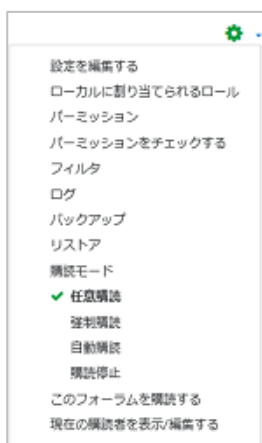 設定を編集する
ローカルに割り当てられるロール
パーミッション
パーミッションをチェックする
フィルタ
ログ
バックアップ
リストア
購読モード
任意購読
強制購読
自動購読
購読停止
このフォーラムを購読する
現在の購読者を表示/編集する